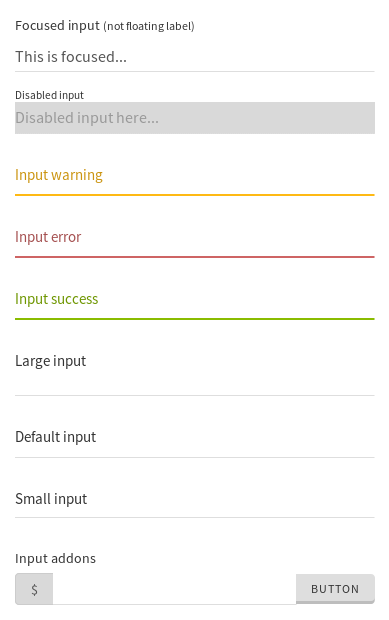 Focused input (not floating label)
This is focused...
Disabled input
Disabled input here...
Input warning
Input error
Input success
Large input
Default input
Small input
Input addons
$ BUTTON